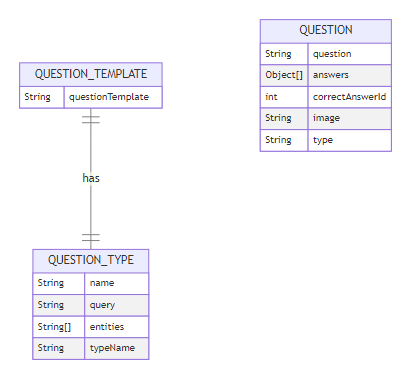 QUESTION
String question
Object[] answers
int correctAnswerId
String image
String type
QUESTION_TEMPLATE
String questionTemplate
has
QUESTION_TYPE
String name
String query
String[] entities
String typeName